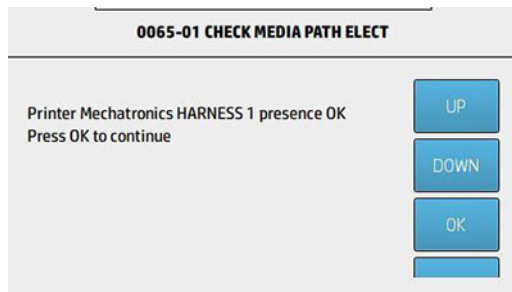 0065-01 CHECK MEDIA PATH ELECT
Printer Mechatronics HARNESS 1 presence OK
Press OK to continue
UP
DOWN
OK